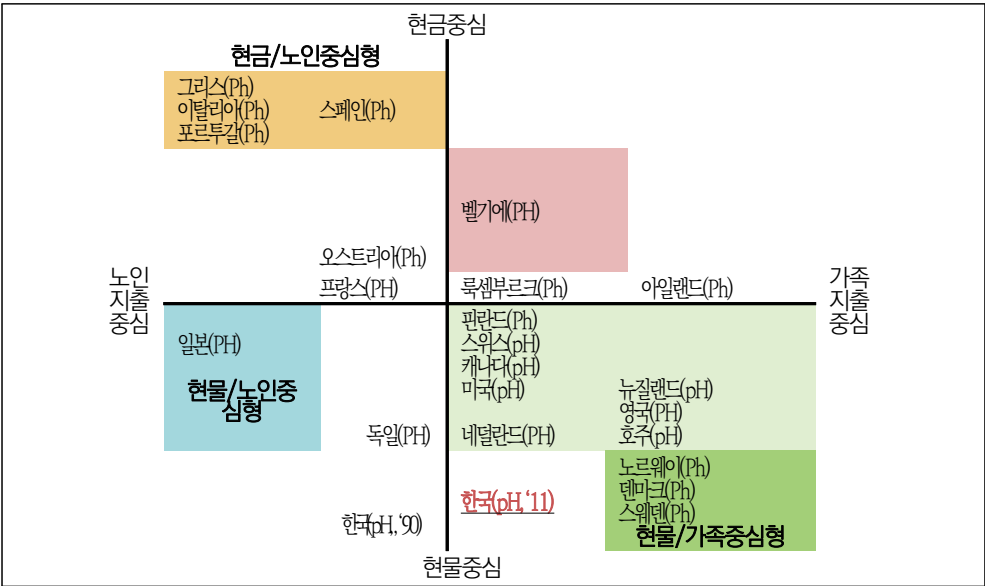 현금중심
현금/노인중심형
그리스(Ph)
이탈리아(Ph) 스페인(Ph)
포르투갈(Ph)
벨기에(PH)
오스트리아(Ph)
프랑스(PH) 룩셈부르크(Ph) 아일랜드(Ph)
노인
지출
중심
가족
지출
중심
일본(PH)
현물/노인중
심형
독일(PH)
핀란드(Ph)
스위스(pH)
캐나다(pH)
미국(pH)
네덜란드(PH)
뉴질랜드(pH)
영국(PH)
호주(pH)
노르웨이(Ph)
덴마크(Ph)
스웨덴(Ph)
현물/가족중심형
한국(pH, ‘11)
한국(pH,, ‘90)
현물중심